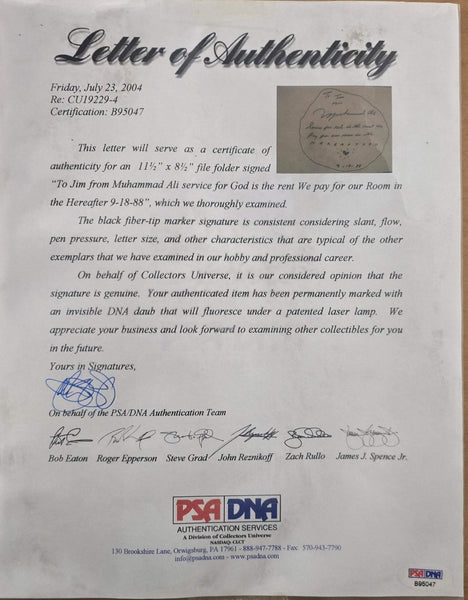 Letter of Authenticity
Friday, July 23, 2004
Re: CU19229-4
Certification: B95047
To Jim
from
Muhammad Ali
This letter will serve as a certificate of
authenticity for an 11½" x 8½" file folder signed
"To Jim from Muhammad Ali service for God is the rent We pay for our Room in
the Hereafter 9-18-88", which we thoroughly examined.
The black fiber-tip marker signature is consistent considering slant, flow,
pen pressure, letter size, and other characteristics that are typical of the other
exemplars that we have examined in our hobby and professional career.
On behalf of Collectors Universe, it is our considered opinion that the
signature is genuine. Your authenticated item has been permanently marked with
an invisible DNA daub that will fluoresce under a patented laser lamp. We
appreciate your business and look forward to examining other collectibles for you
in the future.
Yours in Signatures,
On behalf of the PSA/DNA Authentication Team
Bob Eaton Roger Epperson Steve Grad John Reznikoff Zach Rullo James J. Spence Jr.
PSA DNA
AUTHENTICATION SERVICES
A Division of Collectors Universe
NASDAQ: CLCT
130 Brookshire Lane, Orwigsburg, PA 17961 - 888-947-7788 - Fax 570-943-7790
info@psadna.com www.psadna.com
PSA DNA
B95047